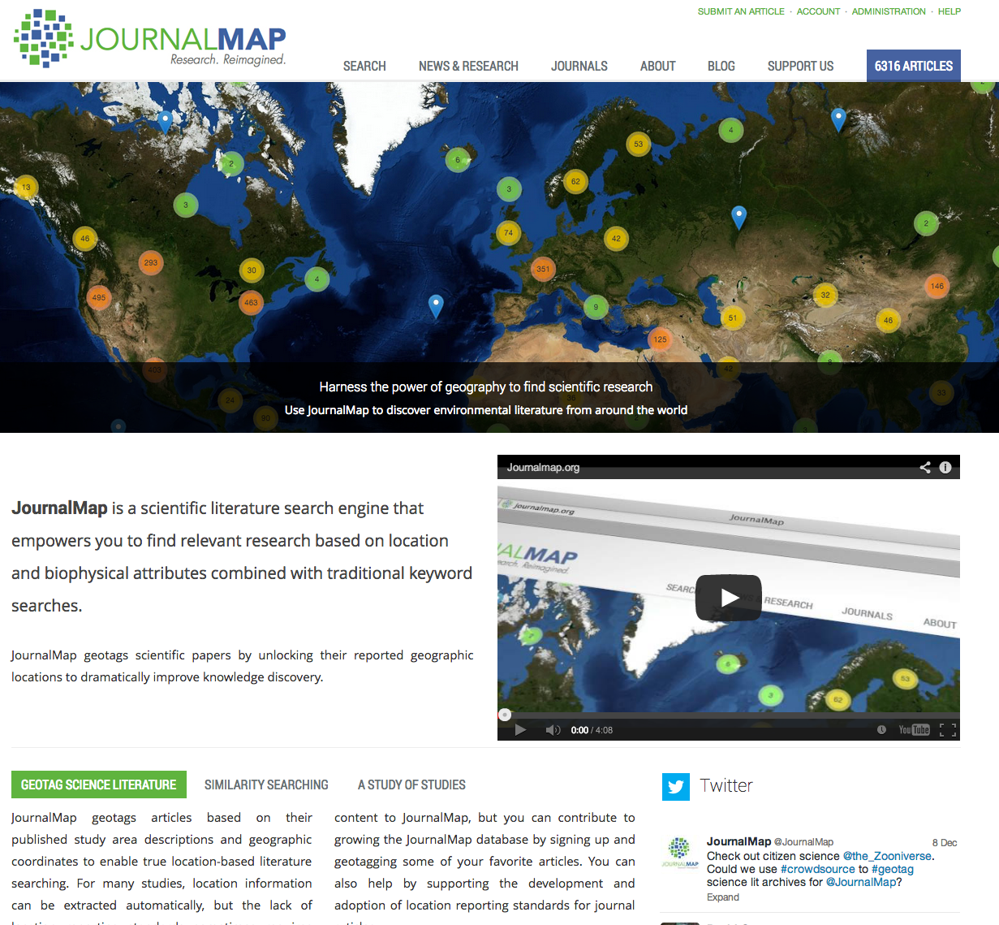 SUBMIT AN ARTICLE · ACCOUNT · ADMINISTRATION · HELP
JOURNALMAP
Research. Reimagined.
SEARCH NEWS & RESEARCH JOURNALS ABOUT BLOG SUPPORT US 6316 ARTICLES
4
53
2
6
62
13
3
3
2
74
42
46
293
30
4
351
146
495
463
9
32
51
46
125
403
42
8
24
33
90
3
Harness the power of geography to find scientific research
Use JournalMap to discover environmental literature from around the world
Journalmap.org
journalmap.org
JournalMap
NALMAP
Reimagined.
SEARCH
& RESEARCH
JOURNALS
ABOUT
2
6
53
3
62
0:00 / 4:08
YouTube
JournalMap is a scientific literature search engine that
empowers you to find relevant research based on location
and biophysical attributes combined with traditional keyword
searches.
JournalMap geotags scientific papers by unlocking their reported geographic
locations to dramatically improve knowledge discovery.
GEOTAG SCIENCE LITERATURE SIMILARITY SEARCHING A STUDY OF STUDIES
JournalMap geotags articles based on their
published study area descriptions and geographic
coordinates to enable true location-based literature
searching. For many studies, location information
can be extracted automatically, but the lack of
content to JournalMap, but you can contribute to
growing the JournalMap database by signing up and
geotagging some of your favorite articles. You can
also help by supporting the development and
adoption of location reporting standards for journal
Twitter
JOURNALMAP
JournalMap @JournalMap 8 Dec
Check out citizen science @the_Zooniverse.
Could we use #crowdsource to #geotag
science lit archives for @JournalMap?
Expand